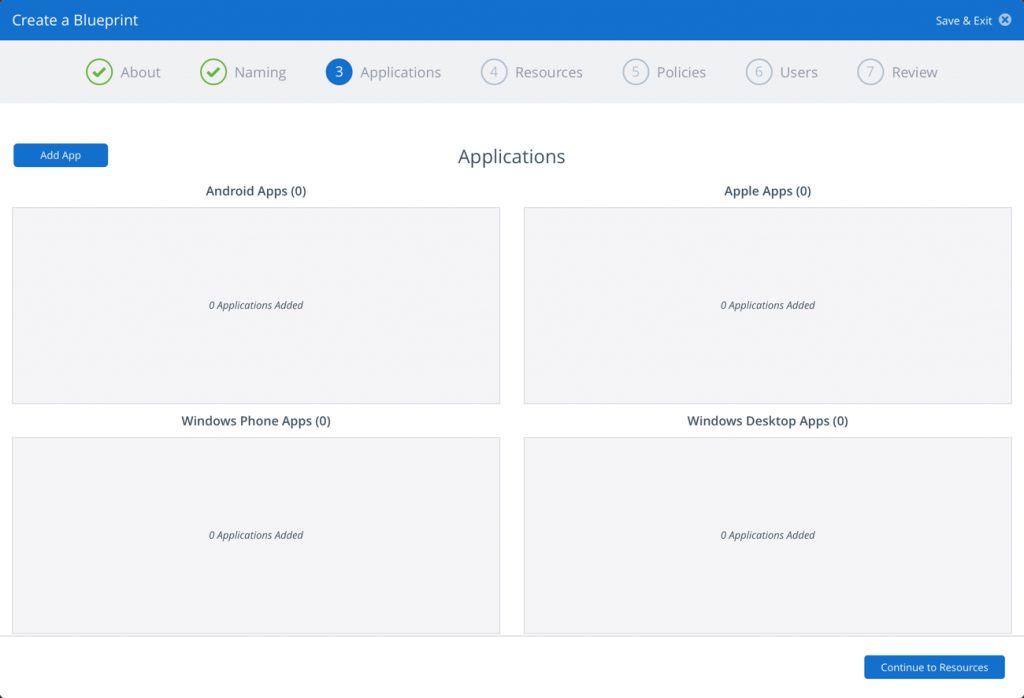 Create a Blueprint
Save & Exit
About
Naming
3 Applications
4 Resources
5 Policies
6 Users
7 Review
Add App
Applications
Android Apps (0)
Apple Apps (0)
0 Applications Added
0 Applications Added
Windows Phone Apps (0)
Windows Desktop Apps (0)
0 Applications Added
0 Applications Added
Continue to Resources